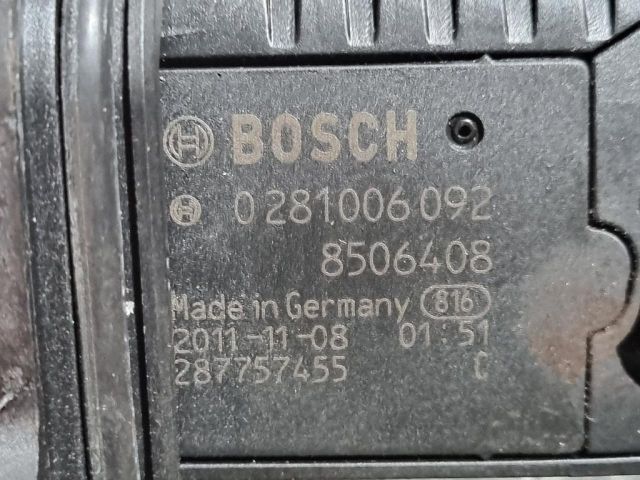 BOSCH
0 281 006 092
8506408
Made in Germany 816
2011-11-08 01:51
287757455 C